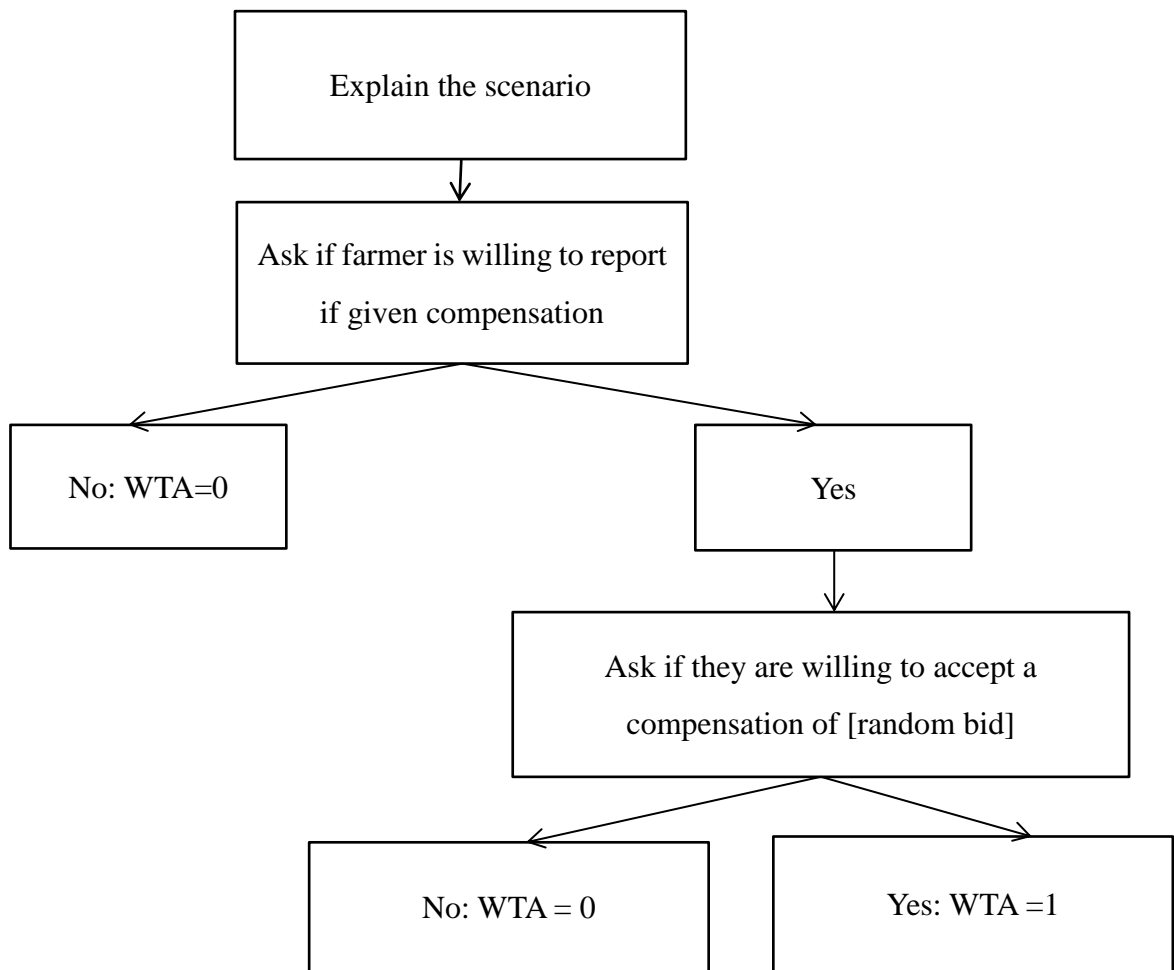 Explain the scenario
Ask if farmer is willing to report
if given compensation
No: WTA=0
Yes
Ask if they are willing to accept a
compensation of [random bid]
No: WTA = 0
Yes: WTA =1